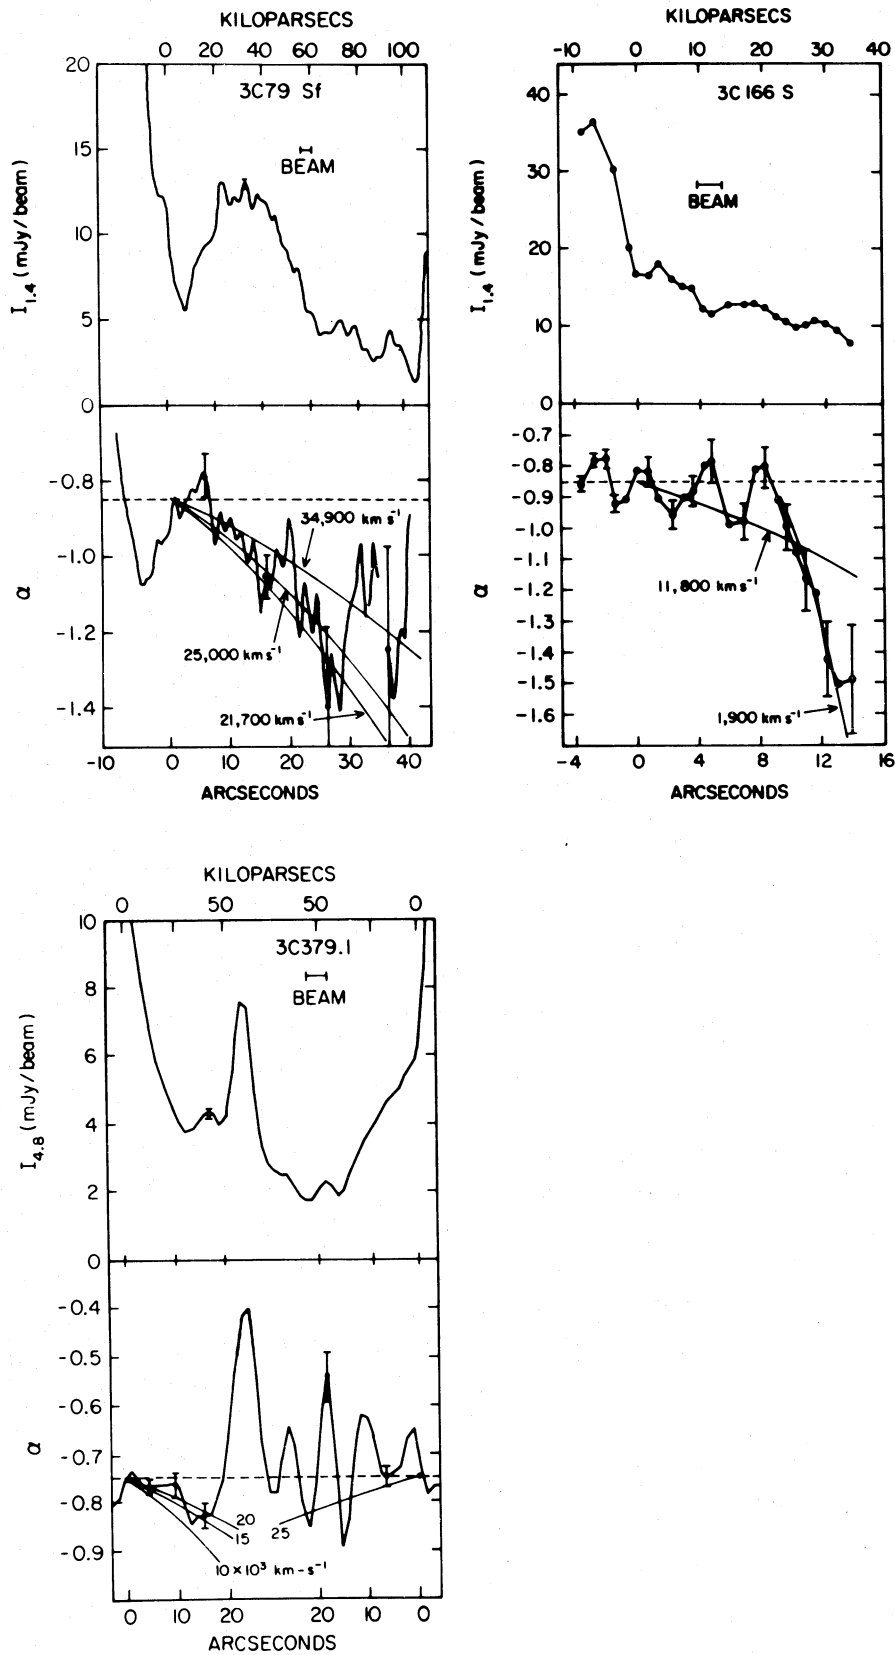 KILOPARSECS
0 20 40 60 80 100
3C79 Sf
BEAM
20
15
10
5
0
I1.4 (mJy/beam)
-0.8
-1.0
-1.2
-1.4
α
34,900 km s-1
25,000 km s-1
21,700 km s-1
-10 0 10 20 30 40
ARCSECONDS
KILOPARSECS
-10 0 10 20 30 40
3C166 S
BEAM
40
30
20
10
0
I1.4 (mJy/beam)
-0.7
-0.8
-0.9
-1.0
-1.1
-1.2
-1.3
-1.4
-1.5
-1.6
α
11,800 km s-1
1,900 km s-1
-4 0 4 8 12 16
ARCSECONDS
KILOPARSECS
0 50 50 0
3C379.1
BEAM
10
8
6
4
2
0
I4.8 (mJy/beam)
-0.4
-0.5
-0.6
-0.7
-0.8
-0.9
α
20
15
25
10×10³ km-s-1
0 10 20 20 10 0
ARCSECONDS